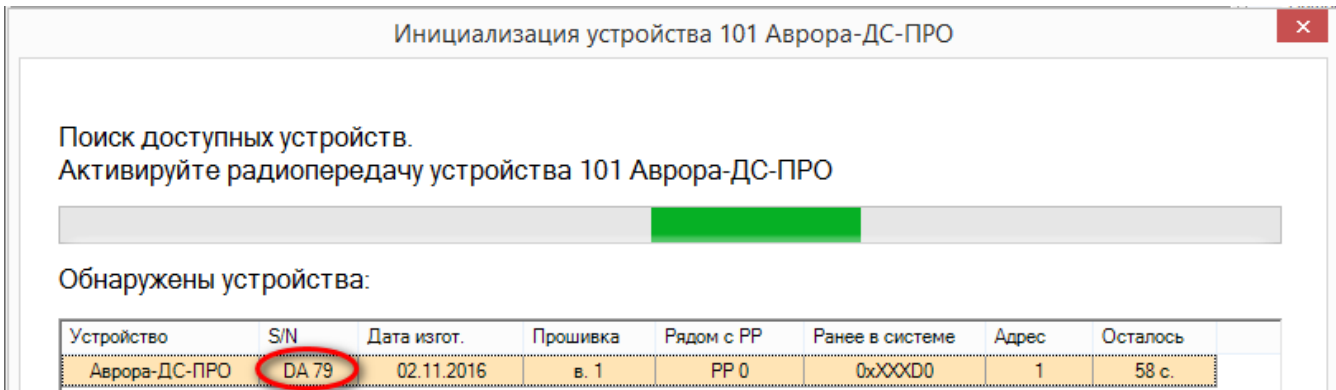 Инициализация устройства 101 Аврора-ДС-ПРО
Поиск доступных устройств.
Активируйте радиопередачу устройства 101 Аврора-ДС-ПРО
Обнаружены устройства:
Устройство S/N Дата изгот. Прошивка Рядом с РР Ранее в системе Адрес Осталось
Аврора-ДС-ПРО DA 79 02.11.2016 в. 1 РР 0 0xXXXD0 1 58 с.